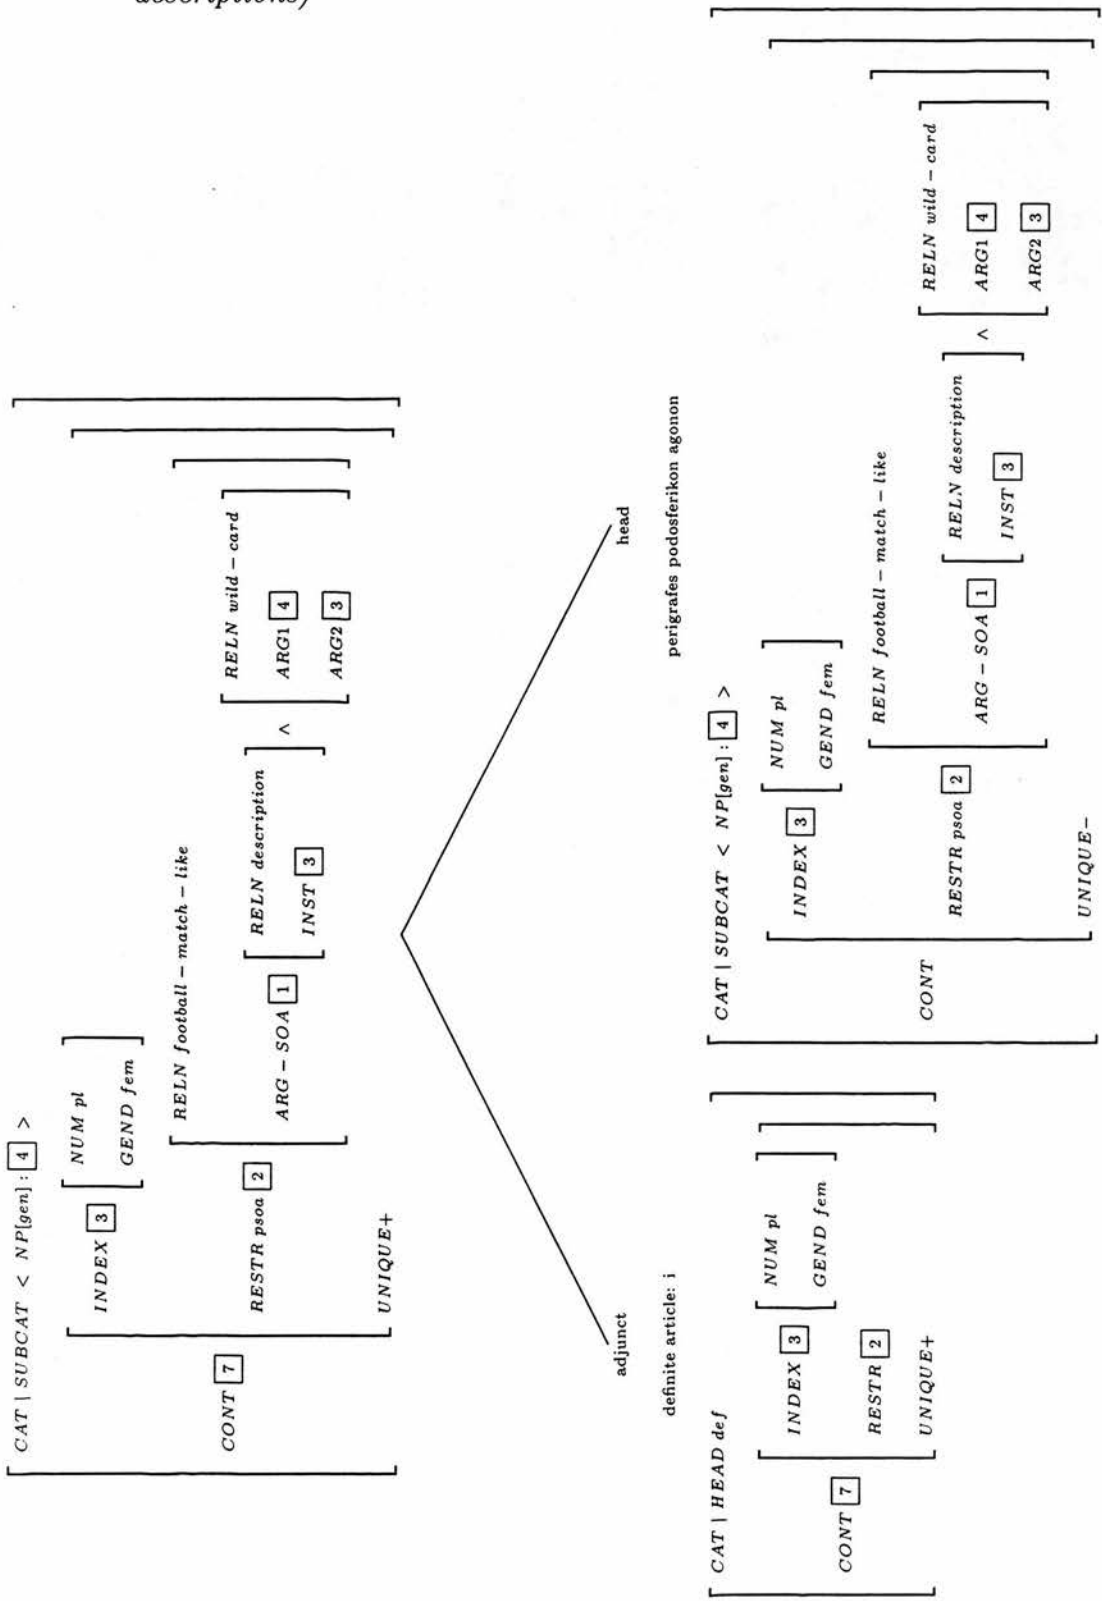 descriptions)
CAT | SUBCAT < NP[gen] : 4 >
INDEX 3
NUM pl
GEND fem
CONT 7
RESTR psoa 2
RELN football – match – like
ARG – SOA 1
RELN description
INST 3
^
RELN wild – card
ARG1 4
ARG2 3
UNIQUE+
adjunct
head
definite article: i
perigrafes podosferikon agonon
CAT | HEAD def
INDEX 3
NUM pl
GEND fem
CONT 7
RESTR 2
UNIQUE+
CAT | SUBCAT < NP[gen] : 4 >
INDEX 3
NUM pl
GEND fem
CONT
RESTR psoa 2
RELN football – match – like
ARG – SOA 1
RELN description
INST 3
^
RELN wild – card
ARG1 4
ARG2 3
UNIQUE–